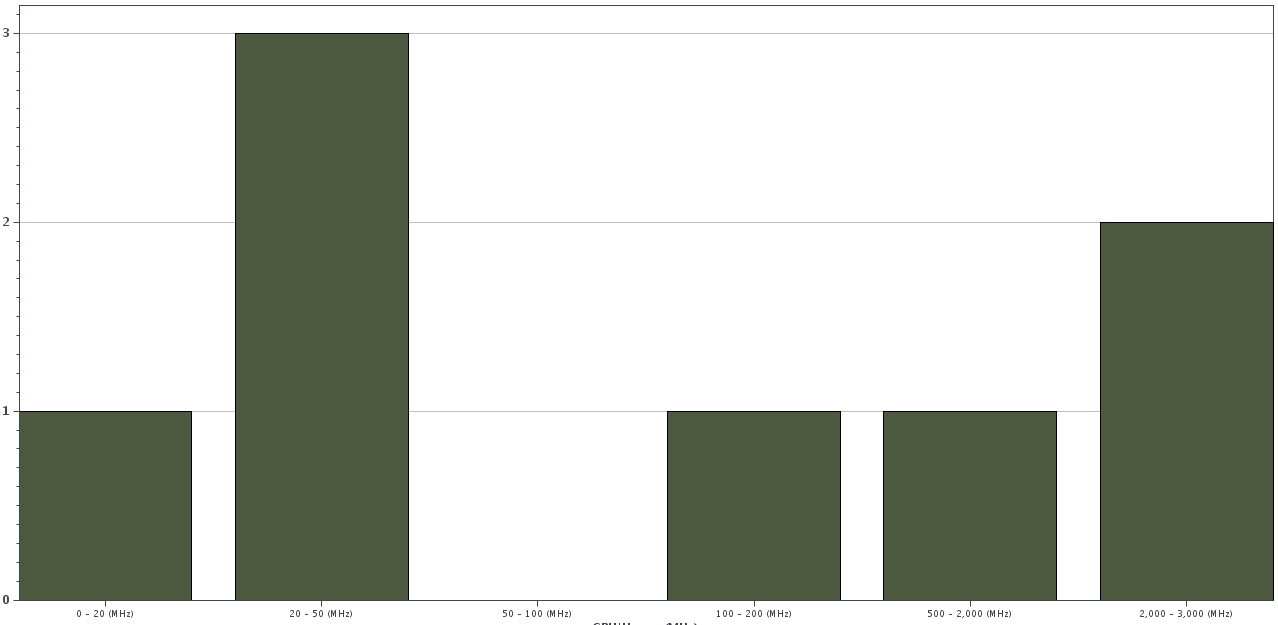 3
2
1
0
0 - 20 (MHz)
20 - 50 (MHz)
50 - 100 (MHz)
100 - 200 (MHz)
500 - 2,000 (MHz)
2,000 - 3,000 (MHz)